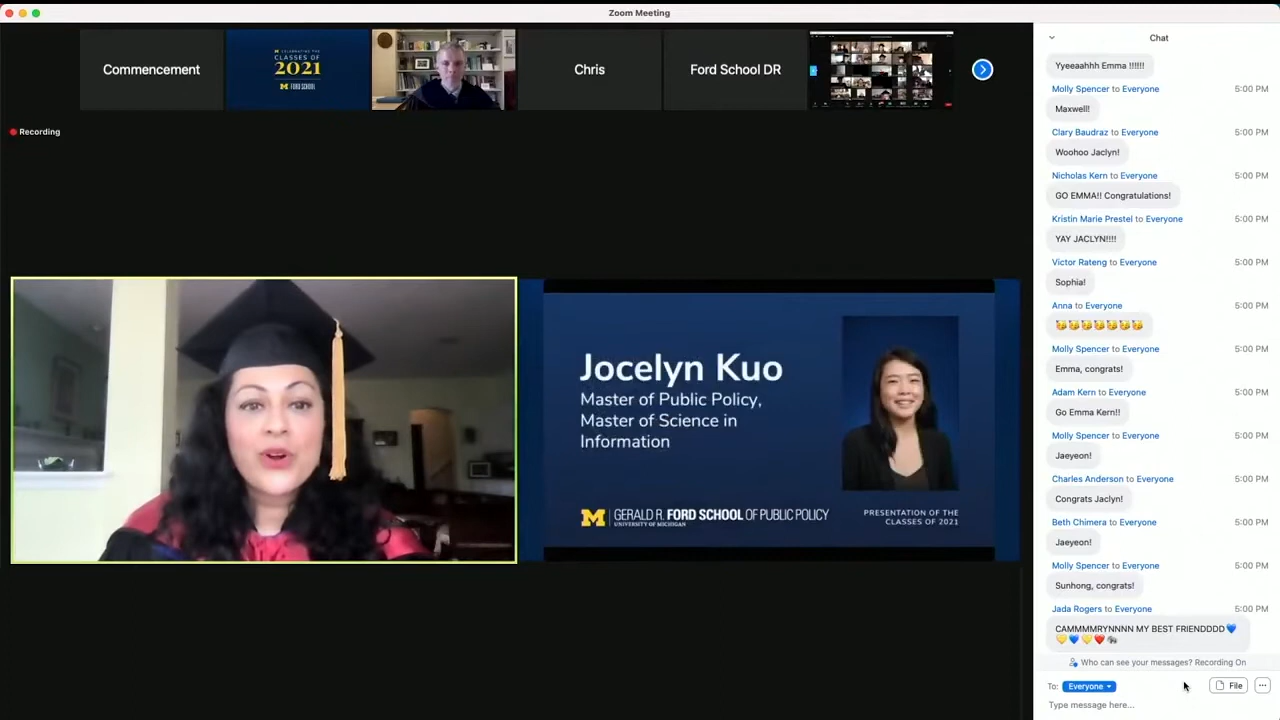 Zoom Meeting
Commencement
CELEBRATING THE
CLASSES OF
2021
M FORD SCHOOL
Chris
Ford School DR
Recording
Jocelyn Kuo
Master of Public Policy,
Master of Science in
Information
M GERALD R. FORD SCHOOL OF PUBLIC POLICY
UNIVERSITY OF MICHIGAN
PRESENTATION OF THE
CLASSES OF 2021
Chat
Yyeeaahhh Emma !!!!!!
Molly Spencer to Everyone 5:00 PM
Maxwell!
Clary Baudraz to Everyone 5:00 PM
Woohoo Jaclyn!
Nicholas Kern to Everyone 5:00 PM
GO EMMA!! Congratulations!
Kristin Marie Prestel to Everyone 5:00 PM
YAY JACLYN!!!!
Victor Rateng to Everyone 5:00 PM
Sophia!
Anna to Everyone 5:00 PM
🥳🥳🥳🥳🥳🥳🥳
Molly Spencer to Everyone 5:00 PM
Emma, congrats!
Adam Kern to Everyone 5:00 PM
Go Emma Kern!!
Molly Spencer to Everyone 5:00 PM
Jaeyeon!
Charles Anderson to Everyone 5:00 PM
Congrats Jaclyn!
Beth Chimera to Everyone 5:00 PM
Jaeyeon!
Molly Spencer to Everyone 5:00 PM
Sunhong, congrats!
Jada Rogers to Everyone 5:00 PM
CAMMMMRYNNNN MY BEST FRIENDDDD💙
💛💙💛❤️🐘
Who can see your messages? Recording On
To: Everyone File ...
Type message here...